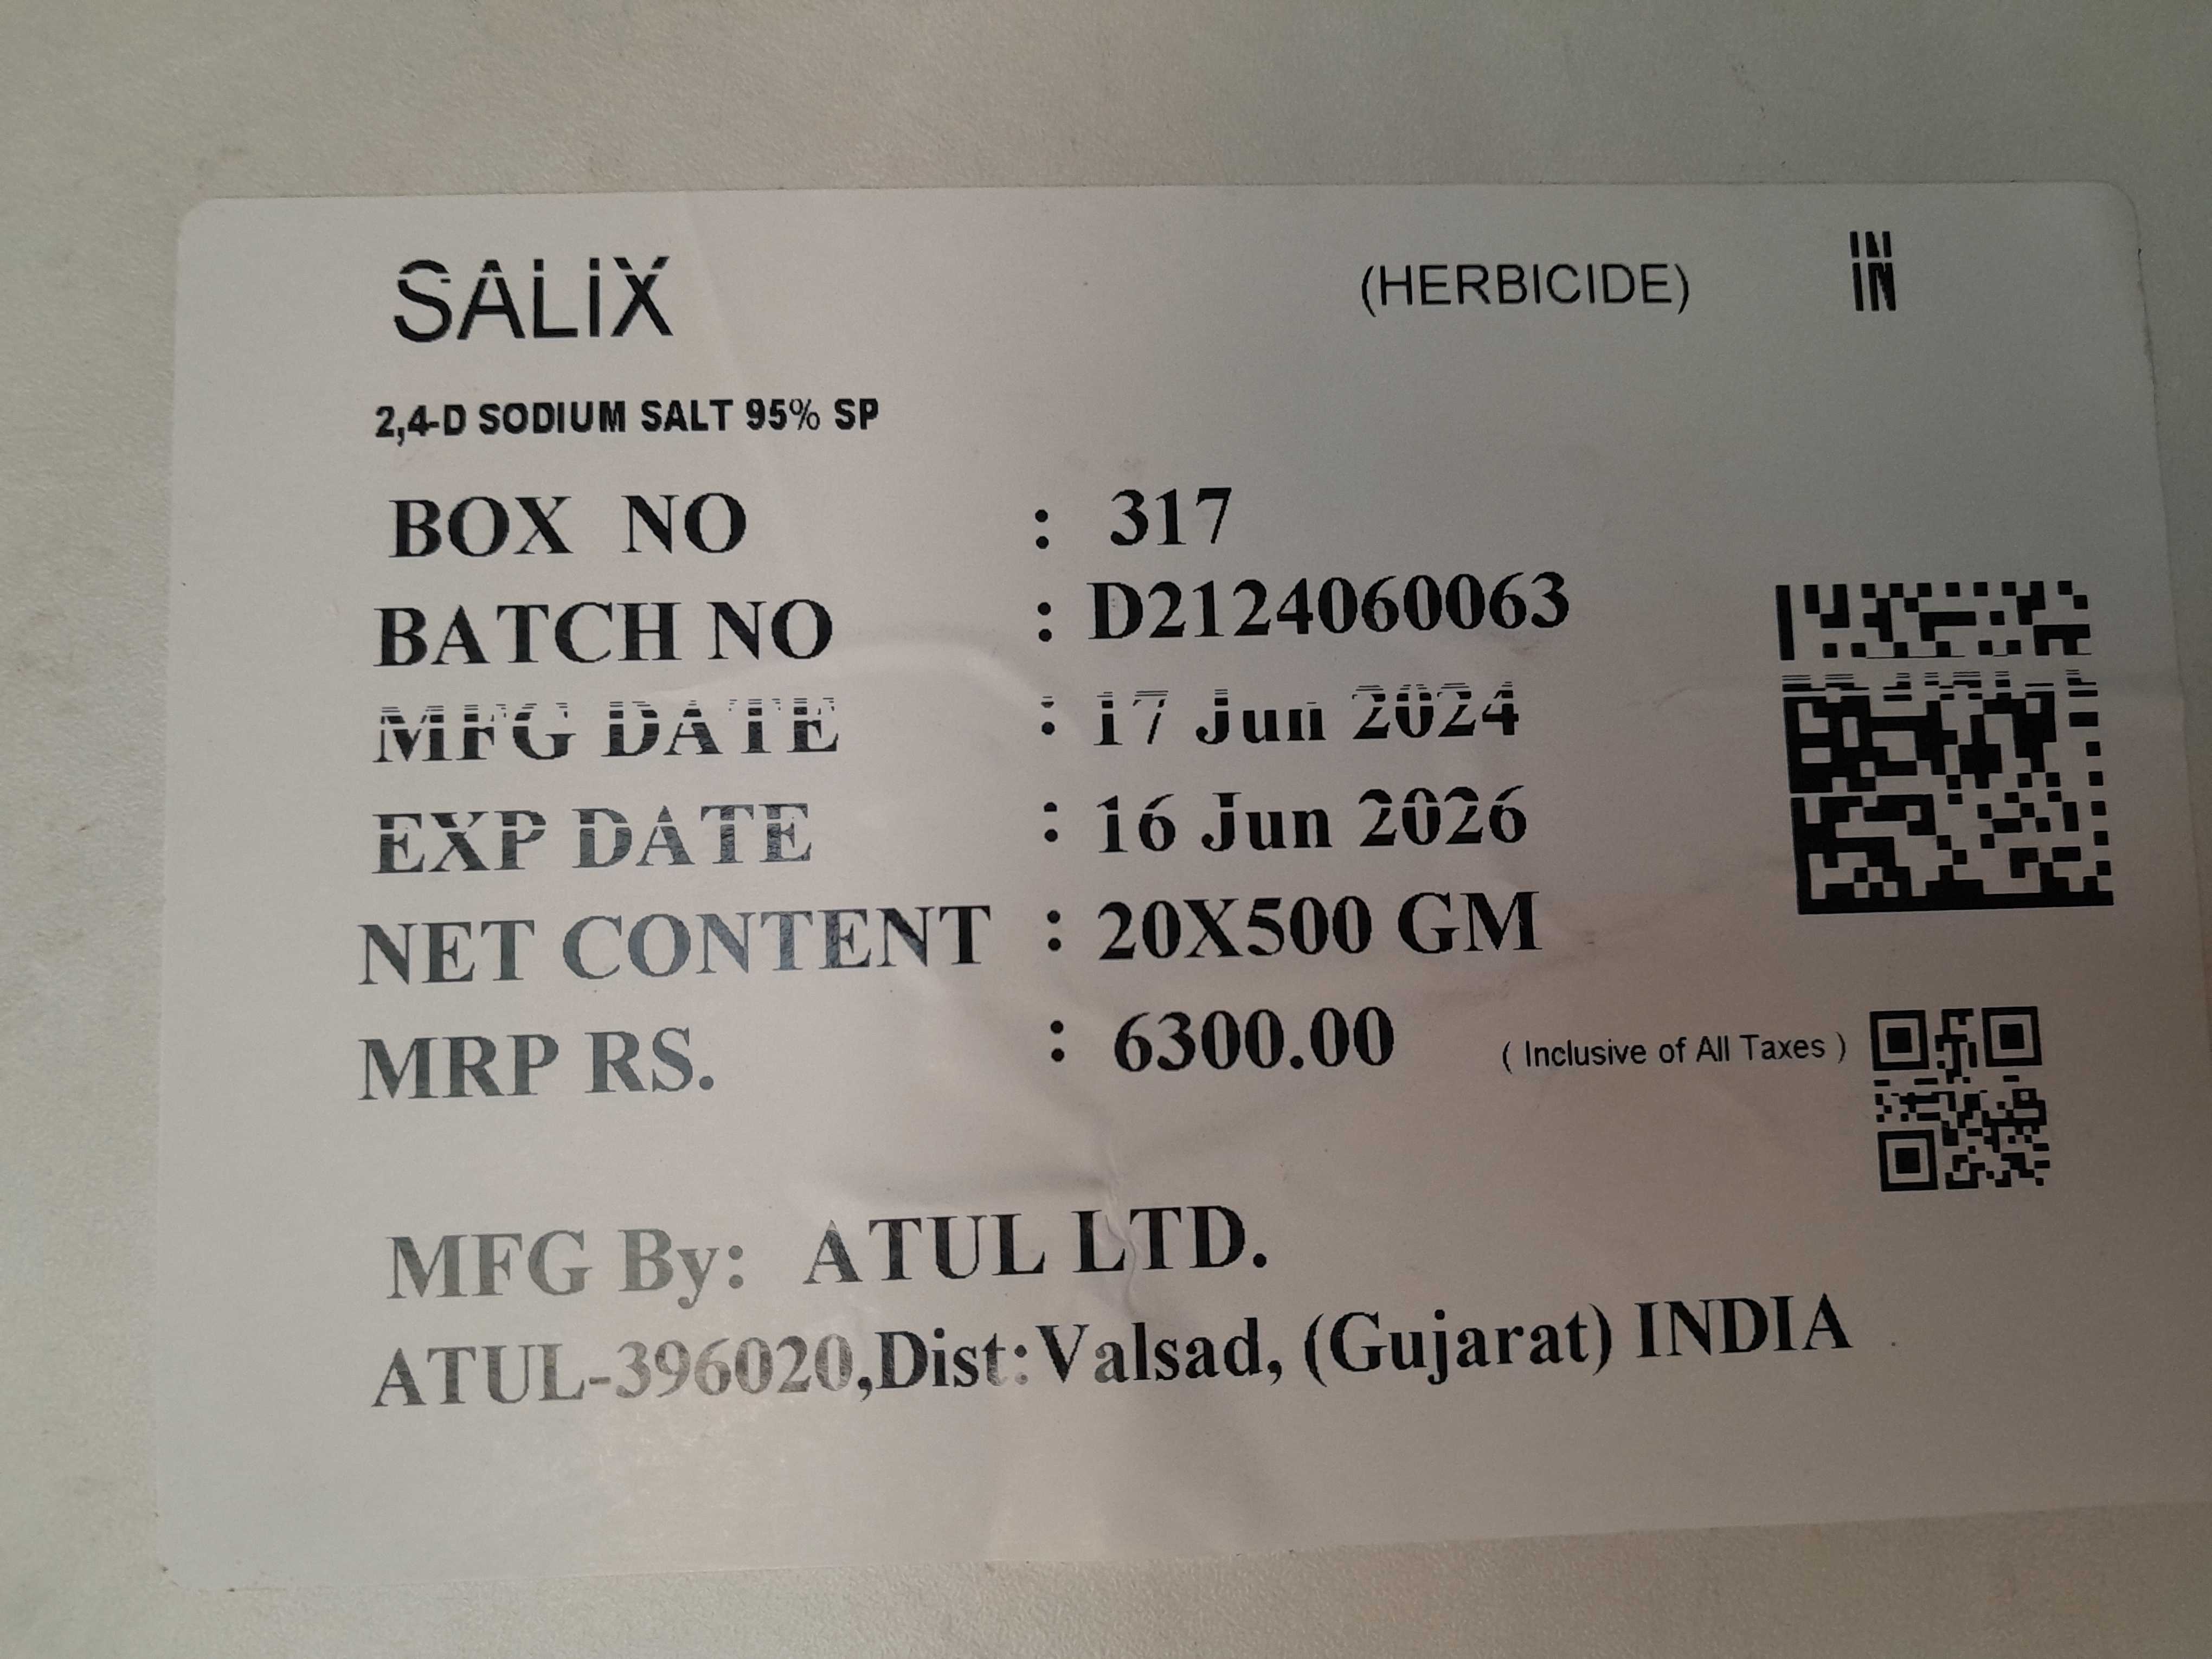 SALIX (HERBICIDE) IN
2,4-D SODIUM SALT 95% SP
BOX NO : 317
BATCH NO : D2124060063
MFG DATE : 17 Jun 2024
EXP DATE : 16 Jun 2026
NET CONTENT : 20X500 GM
MRP RS. : 6300.00 ( Inclusive of All Taxes )
MFG By: ATUL LTD.
ATUL-396020,Dist:Valsad, (Gujarat) INDIA